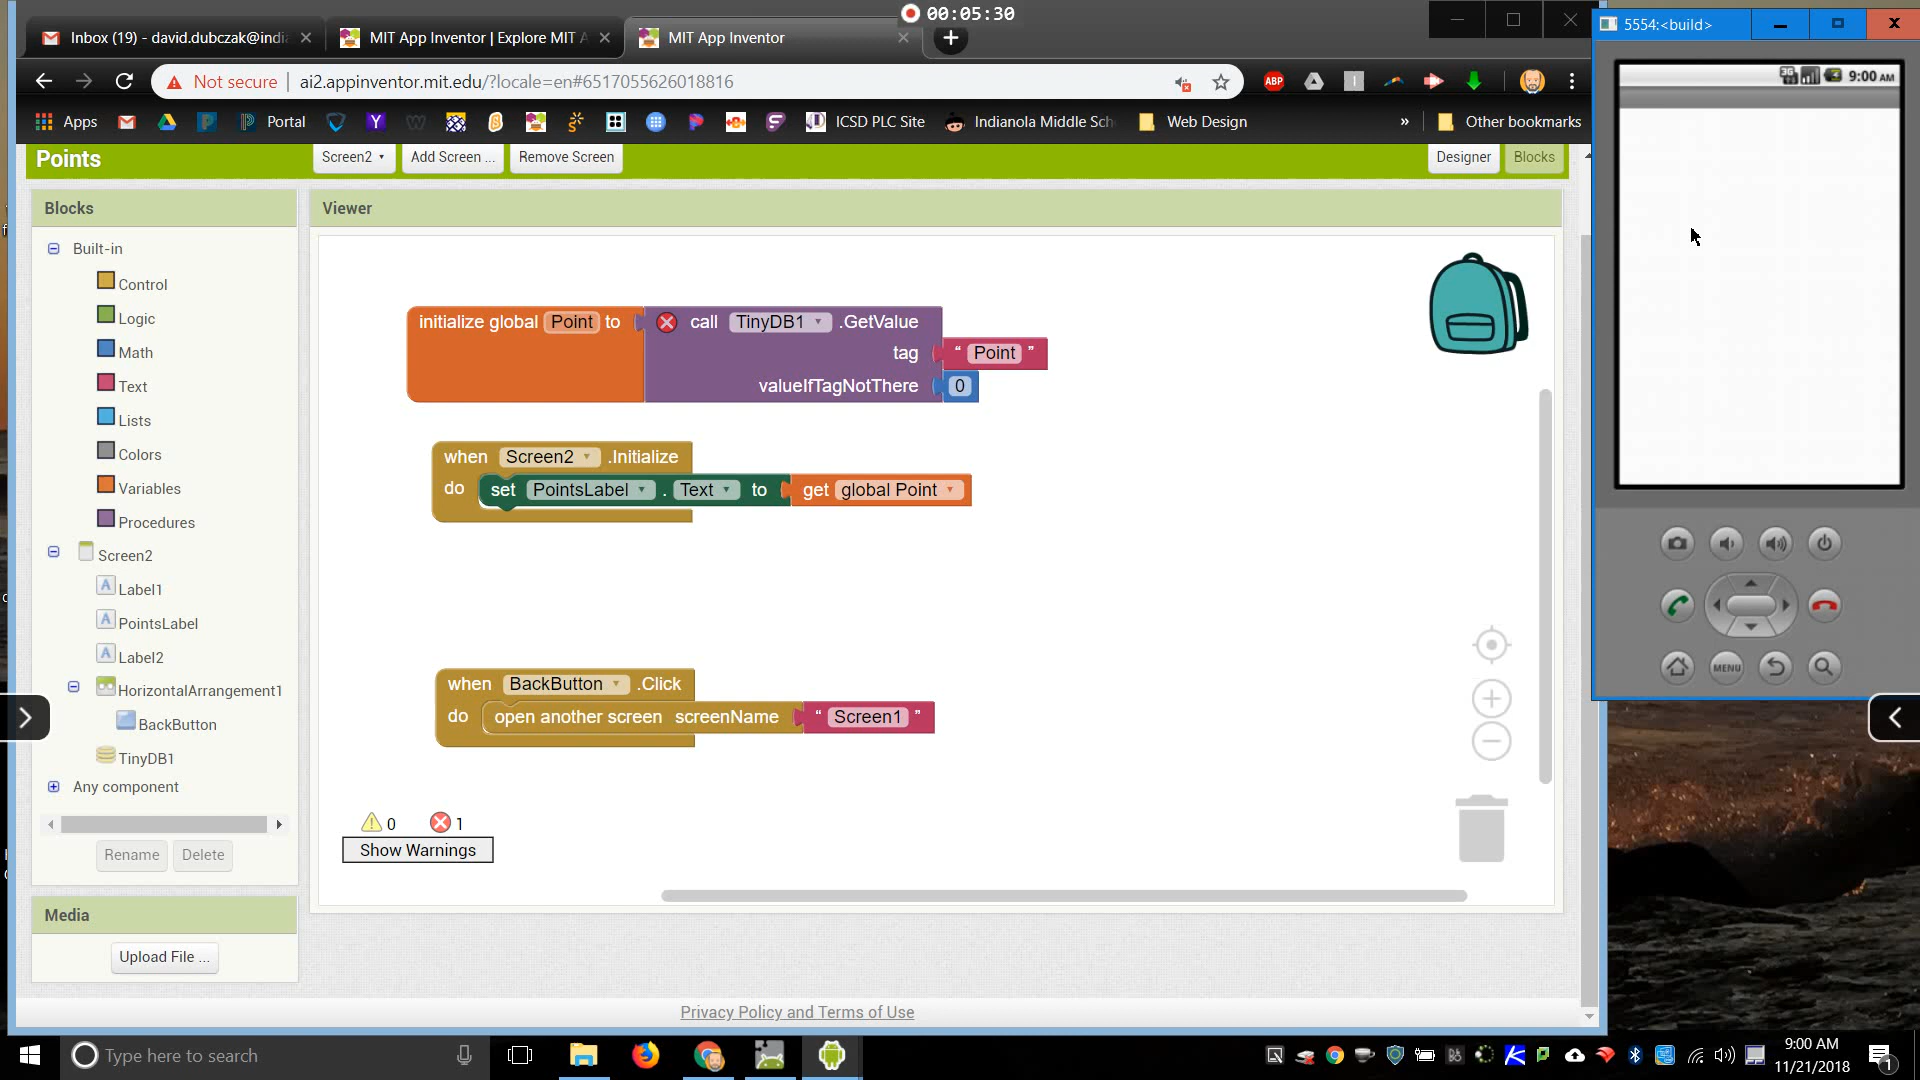 00:05:30
Inbox (19) - david.dubczak@indi
MIT App Inventor | Explore MIT A
MIT App Inventor
5554:<build>
Not secure
ai2.appinventor.mit.edu/?locale=en#6517055626018816
ABP
Apps
Portal
ICSD PLC Site
Indianola Middle Sch
Web Design
»
Other bookmarks
9:00 AM
Points
Screen2
Add Screen ...
Remove Screen
Designer
Blocks
Blocks
Viewer
Built-in
Control
Logic
Math
Text
Lists
Colors
Variables
Procedures
Screen2
Label1
PointsLabel
Label2
HorizontalArrangement1
BackButton
TinyDB1
Any component
Rename
Delete
Media
Upload File ...
initialize global Point to
call TinyDB1 .GetValue
tag " Point "
valueIfTagNotThere 0
when Screen2 .Initialize
do set PointsLabel . Text to get global Point
when BackButton .Click
do open another screen screenName " Screen1 "
0 1
Show Warnings
MENU
Privacy Policy and Terms of Use
Type here to search
9:00 AM
11/21/2018
1